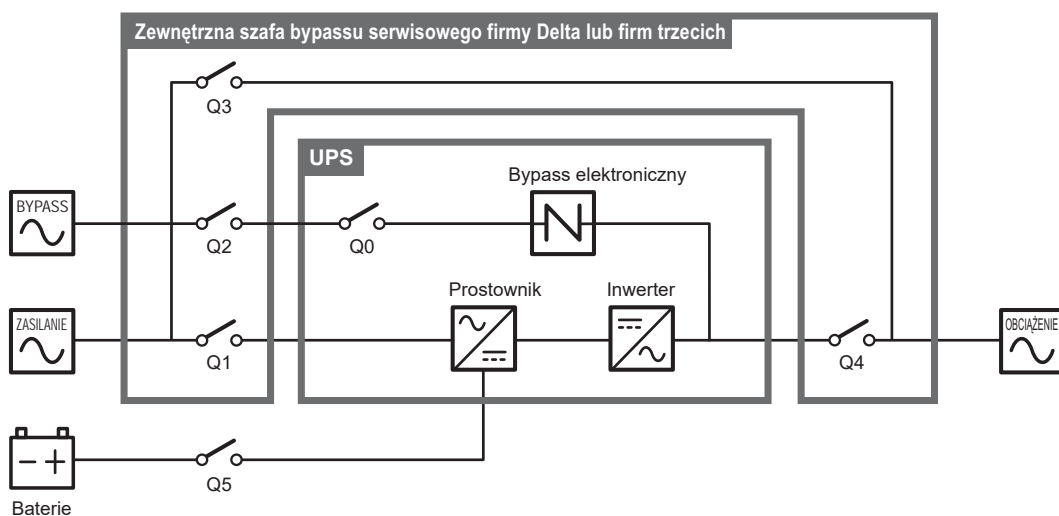 Zewnętrzna szafa bypassu serwisowego firmy Delta lub firm trzecich
Q3
UPS
Bypass elektroniczny
BYPASS
Q2
Q0
Prostownik
Inwerter
ZASILANIE
Q1
Q4
OBCIĄŻENIE
Q5
Baterie